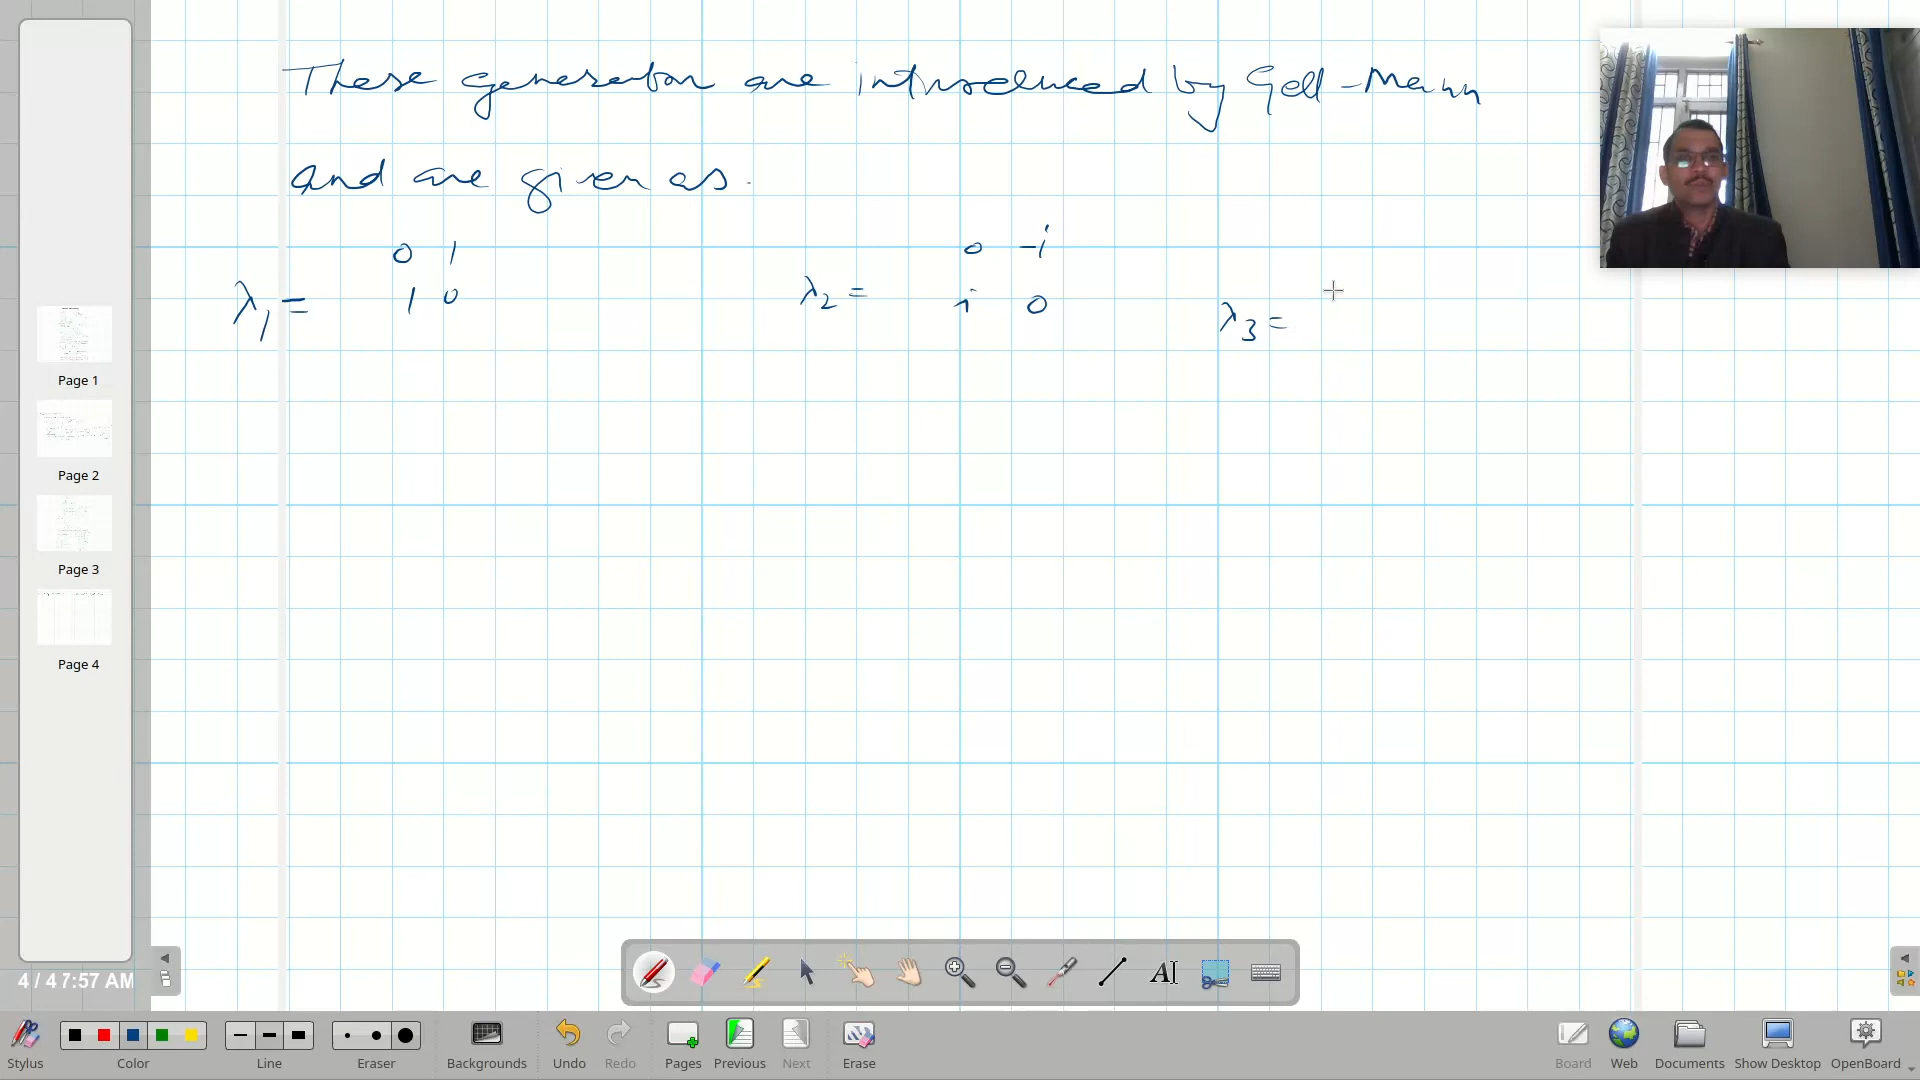 These generator are introduced by Gell-Mann
and are given as.
0 1
λ1 = 1 0
0 -i
λ2 = i 0
λ3 =
Page 1
Page 2
Page 3
Page 4
4 / 4 7:57 AM
Stylus
Color
Line
Eraser
Backgrounds
Undo
Redo
Pages
Previous
Next
Erase
Board
Web
Documents
Show Desktop
OpenBoard